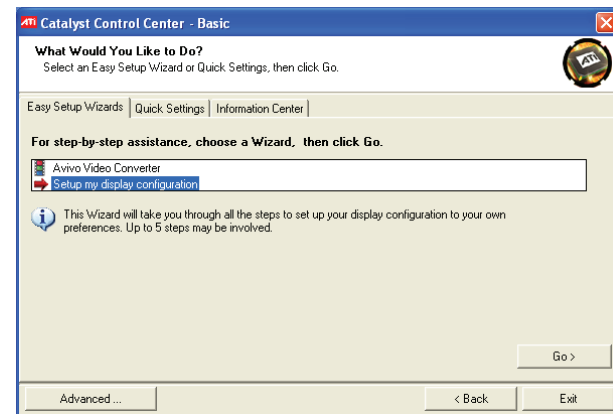 ATI Catalyst Control Center - Basic
What Would You Like to Do?
Select an Easy Setup Wizard or Quick Settings, then click Go.
ATI
Easy Setup Wizards Quick Settings Information Center
For step-by-step assistance, choose a Wizard, then click Go.
Avivo Video Converter
Setup my display configuration
This Wizard will take you through all the steps to set up your display configuration to your own
preferences. Up to 5 steps may be involved.
Go >
Advanced ... < Back Exit